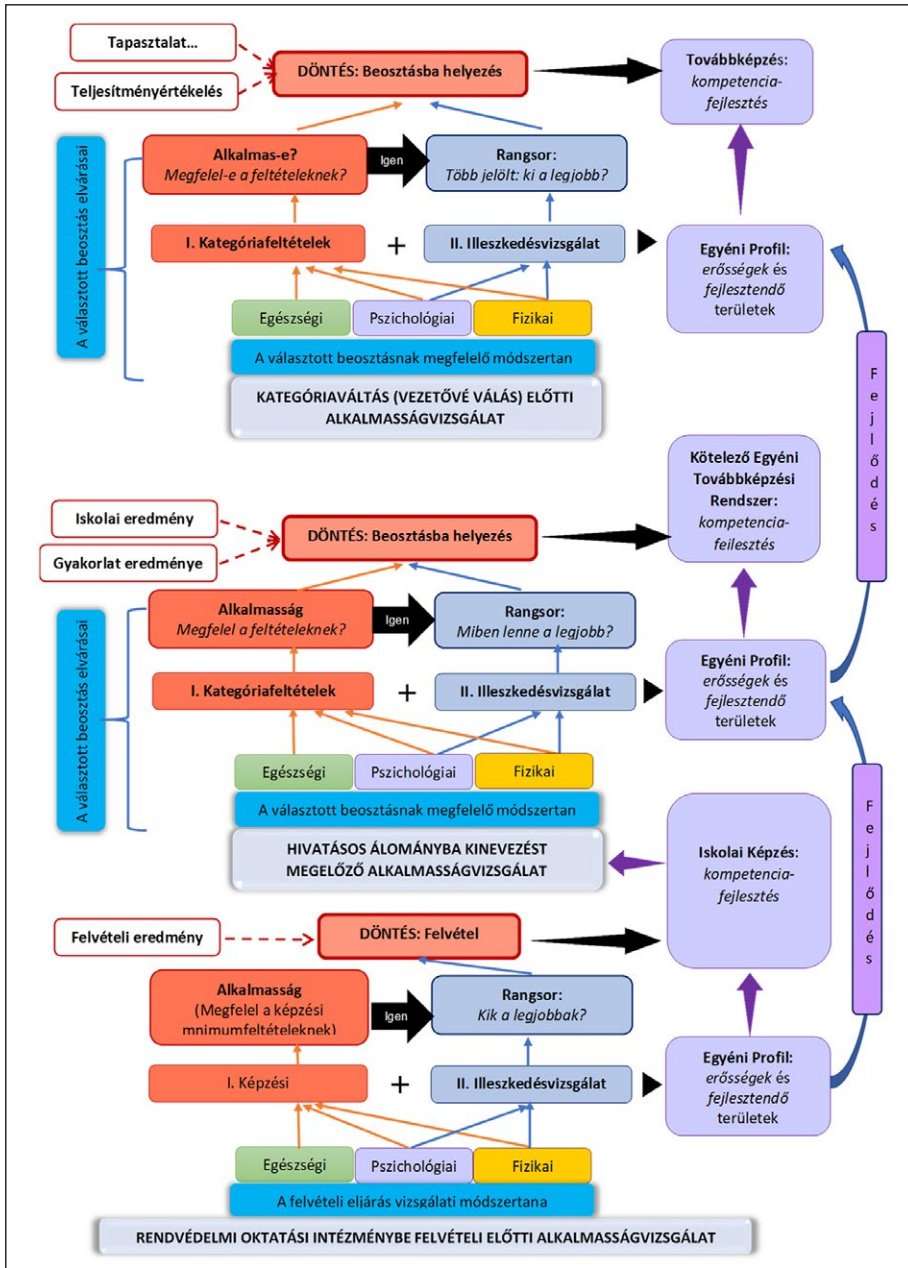 Tapasztalat...
Teljesítményértékelés
DÖNTÉS: Beosztásba helyezés
Továbbképzés:
kompetencia-
fejlesztés
A választott beosztás elvárásai
Alkalmas-e?
Megfelel-e a feltételeknek?
Igen
Rangsor:
Több jelölt: ki a legjobb?
I. Kategóriafeltételek
+
II. Illeszkedésvizsgálat
Egyéni Profil:
erősségek és
fejlesztendő
területek
Egészségi
Pszichológiai
Fizikai
A választott beosztásnak megfelelő módszertan
KATEGÓRIAVÁLTÁS (VEZETŐVÉ VÁLÁS) ELŐTTI
ALKALMASSÁGVIZSGÁLAT
Fejlődés
Iskolai eredmény
Gyakorlat eredménye
DÖNTÉS: Beosztásba helyezés
Kötelező Egyéni
Továbbképzési
Rendszer:
kompetencia-
feilesztés
A választott beosztás elvárásai
Alkalmasság
Megfelel a feltételeknek?
Igen
Rangsor:
Miben lenne a legjobb?
I. Kategóriafeltételek
+
II. Illeszkedésvizsgálat
Egyéni Profil:
erősségek és
fejlesztendő
területek
Egészségi
Pszichológiai
Fizikai
A választott beosztásnak megfelelő módszertan
HIVATÁSOS ÁLOMÁNYBA KINEVEZÉST
MEGELŐZŐ ALKALMASSÁGVIZSGÁLAT
Iskolai Képzés:
kompetencia-
fejlesztés
Fejlődés
Felvételi eredmény
DÖNTÉS: Felvétel
Alkalmasság
(Megfelel a képzési
mnimumfeltételeknek)
Igen
Rangsor:
Kik a legjobbak?
I. Képzési
+
II. Illeszkedésvizsgálat
Egyéni Profil:
erősségek és
fejlesztendő
területek
Egészségi
Pszichológiai
Fizikai
A felvételi eljárás vizsgálati módszertana
RENDVÉDELMI OKTATÁSI INTÉZMÉNYBE FELVÉTELI ELŐTTI ALKALMASSÁGVIZSGÁLAT